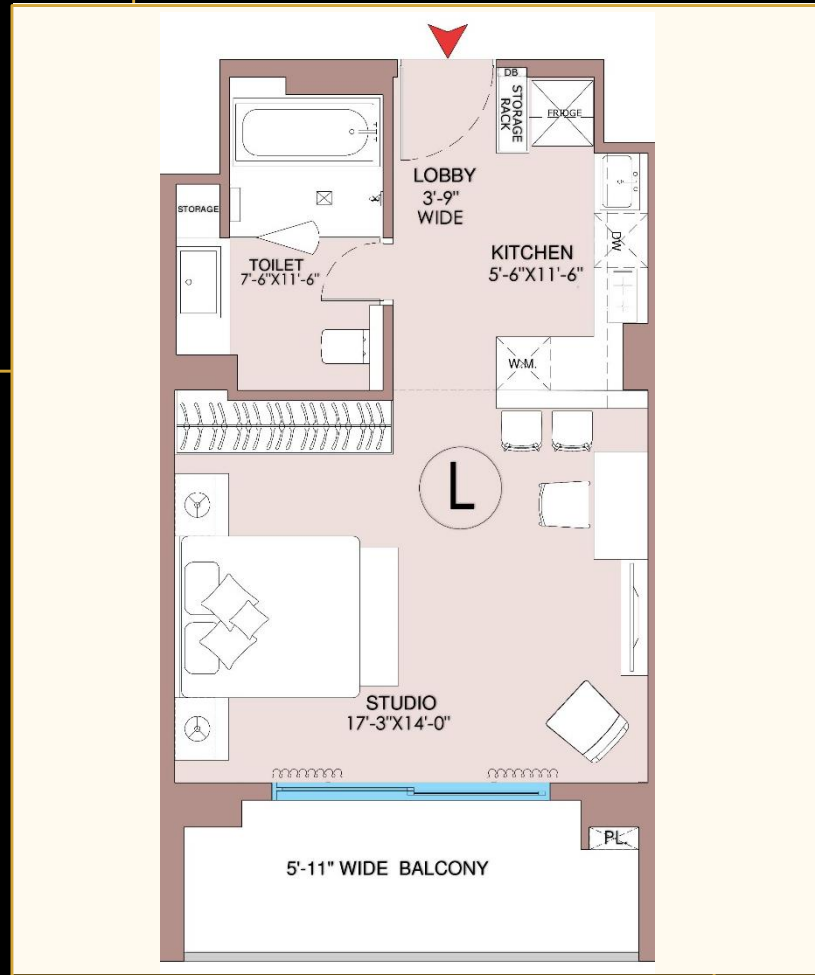 DB
STORAGE
RACK
FRIDGE
LOBBY
3'-9"
WIDE
STORAGE
KITCHEN
5'-6"X11'-6"
DW
TOILET
7'-6"X11'-6"
W.M.
L
STUDIO
17'-3"X14'-0"
PL.
5'-11" WIDE BALCONY